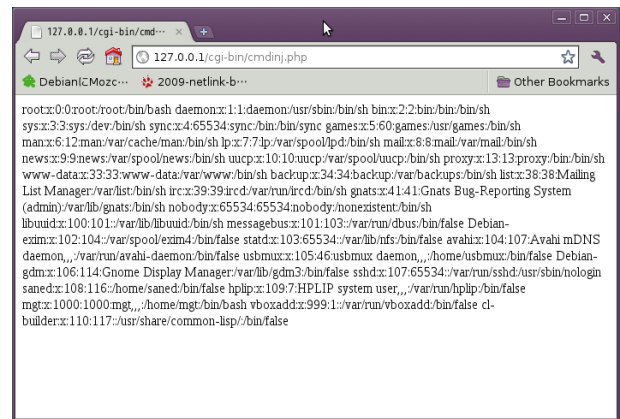 127.0.0.1/cgi-bin/cmd⋯
127.0.0.1/cgi-bin/cmdinj.php
DebianにMozc⋯ 2009-netlink-b⋯ Other Bookmarks
root:x:0:0:root:/root:/bin/bash daemon:x:1:1:daemon:/usr/sbin:/bin/sh bin:x:2:2:bin:/bin:/bin/sh
sys:x:3:3:sys:/dev:/bin/sh sync:x:4:65534:sync:/bin:/bin/sync games:x:5:60:games:/usr/games:/bin/sh
man:x:6:12:man:/var/cache/man:/bin/sh lp:x:7:7:lp:/var/spool/lpd:/bin/sh mail:x:8:8:mail:/var/mail:/bin/sh
news:x:9:9:news:/var/spool/news:/bin/sh uucp:x:10:10:uucp:/var/spool/uucp:/bin/sh proxy:x:13:13:proxy:/bin:/bin/sh
www-data:x:33:33:www-data:/var/www:/bin/sh backup:x:34:34:backup:/var/backups:/bin/sh list:x:38:38:Mailing
List Manager:/var/list:/bin/sh irc:x:39:39:ircd:/var/run/ircd:/bin/sh gnats:x:41:41:Gnats Bug-Reporting System
(admin):/var/lib/gnats:/bin/sh nobody:x:65534:65534:nobody:/nonexistent:/bin/sh
libuuid:x:100:101::/var/lib/libuuid:/bin/sh messagebus:x:101:103::/var/run/dbus:/bin/false Debian-
exim:x:102:104::/var/spool/exim4:/bin/false statd:x:103:65534::/var/lib/nfs:/bin/false avahi:x:104:107:Avahi mDNS
daemon,,,:/var/run/avahi-daemon:/bin/false usbmux:x:105:46:usbmux daemon,,,:/home/usbmux:/bin/false Debian-
gdm:x:106:114:Gnome Display Manager:/var/lib/gdm3:/bin/false sshd:x:107:65534::/var/run/sshd:/usr/sbin/nologin
saned:x:108:116::/home/saned:/bin/false hplip:x:109:7:HPLIP system user,,,:/var/run/hplip:/bin/false
mgt:x:1000:1000:mgt,,,:/home/mgt:/bin/bash vboxadd:x:999:1::/var/run/vboxadd:/bin/false cl-
builder:x:110:117::/usr/share/common-lisp/:/bin/false